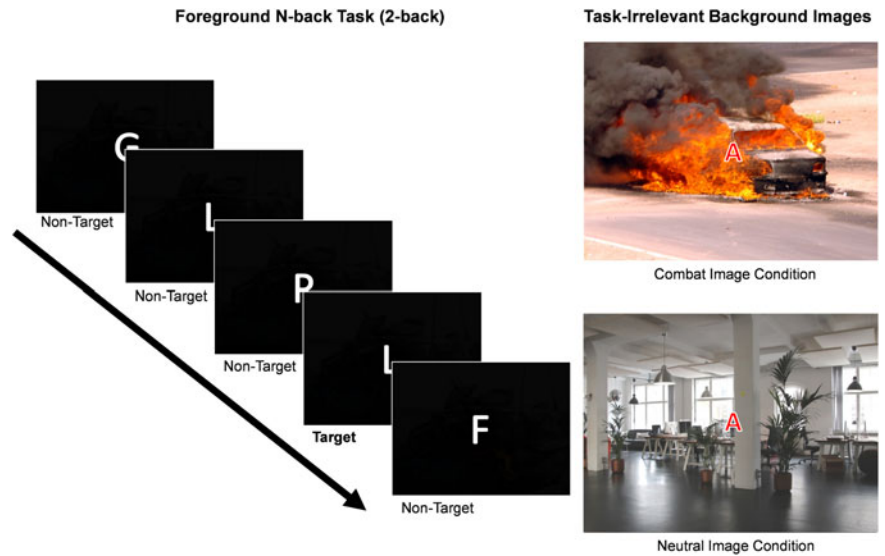 Foreground N-back Task (2-back)
G
Non-Target
L
Non-Target
P
Non-Target
L
Target
F
Non-Target
Task-Irrelevant Background Images
A
Combat Image Condition
A
Neutral Image Condition